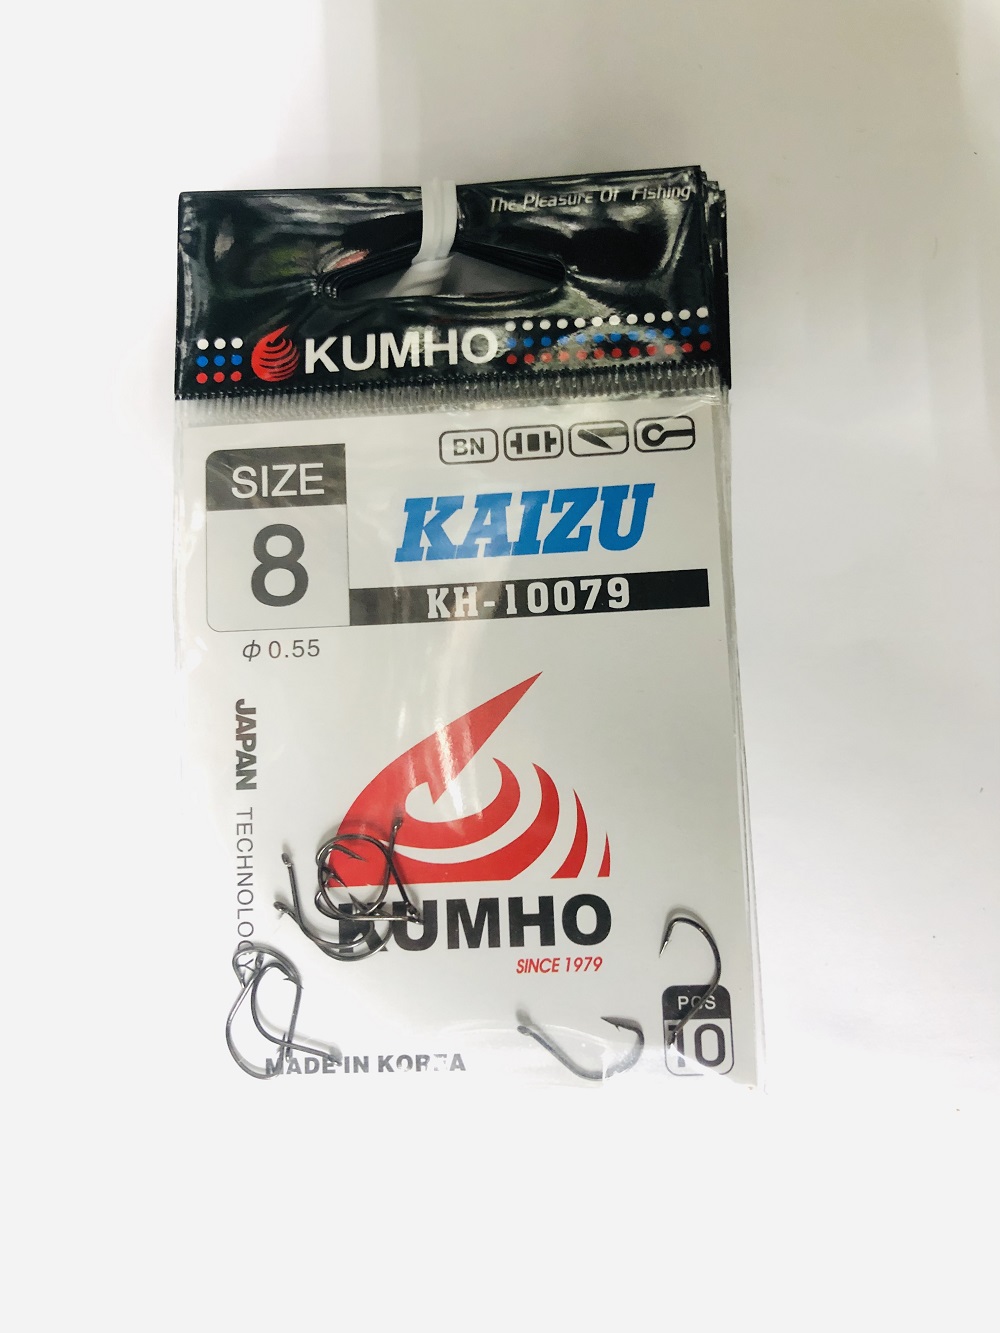 The Pleasure Of Fishing
KUMHO
BN
SIZE
8
KAIZU
KH-10079
ϕ 0.55
JAPAN TECHNOLOGY
KUMHO
SINCE 1979
PCS
10
MADE IN KOREA